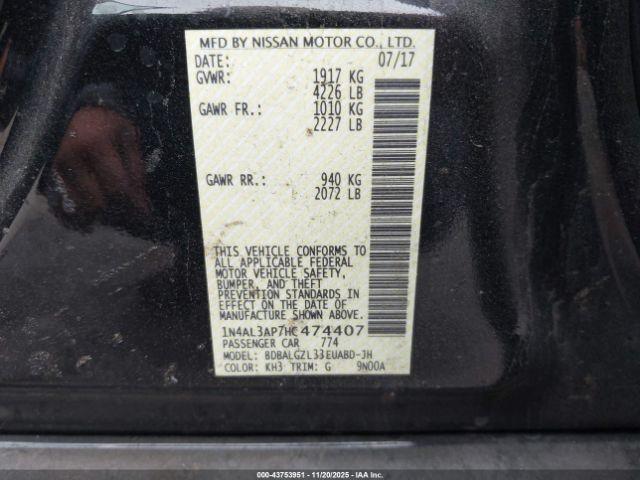 MFD BY NISSAN MOTOR CO., LTD.
DATE: 07/17
GVWR: 1917 KG
4226 LB
GAWR FR.: 1010 KG
2227 LB
GAWR RR.: 940 KG
2072 LB
THIS VEHICLE CONFORMS TO
ALL APPLICABLE FEDERAL
MOTOR VEHICLE SAFETY,
BUMPER, AND THEFT
PREVENTION STANDARDS IN
EFFECT ON THE DATE OF
MANUFACTURE SHOWN ABOVE.
1N4AL3AP7HC474407
PASSENGER CAR 774
MODEL: BDBALGZL33EUABD-JH
COLOR: KH3 TRIM: G 9N00A
000-43753951 - 11/20/2025 - IAAI.COM